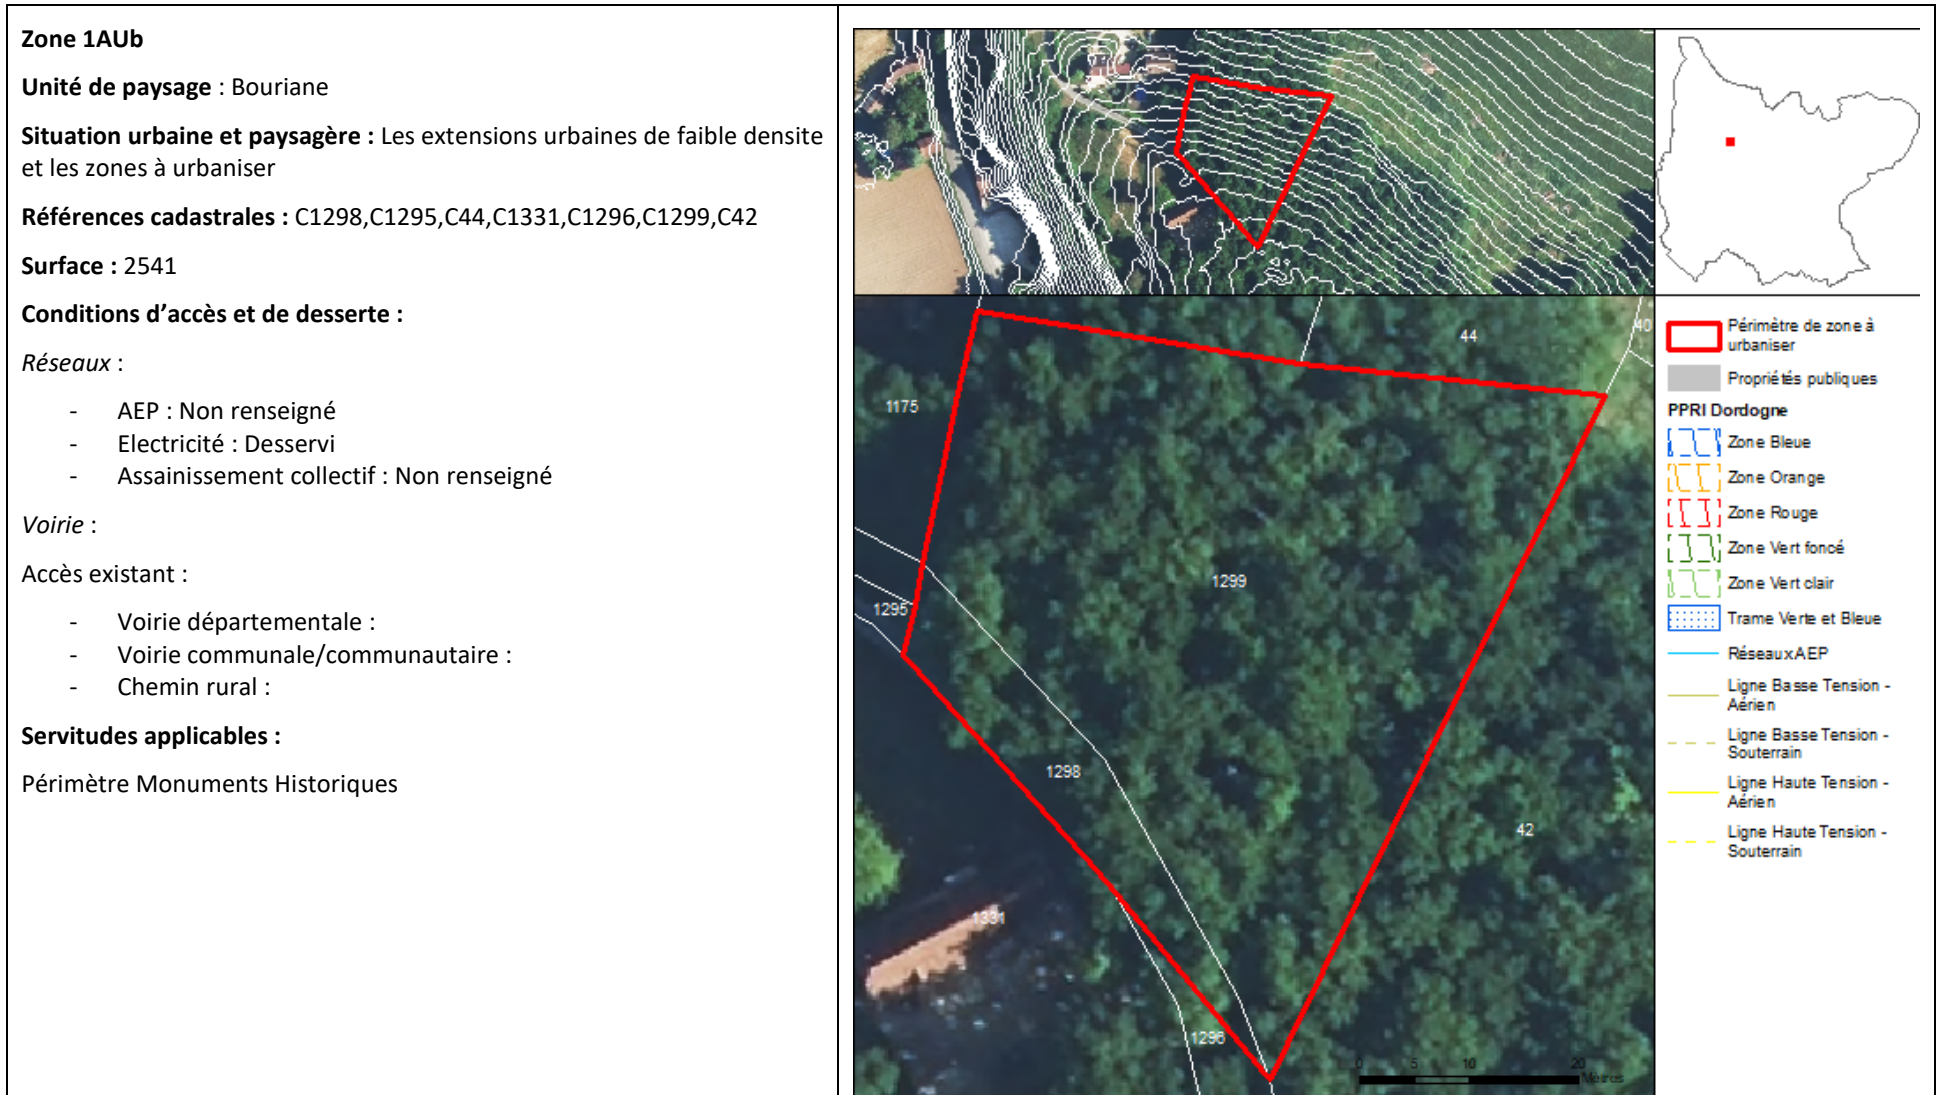 Zone 1AUb
Unité de paysage : Bouriane
Situation urbaine et paysagère : Les extensions urbaines de faible densite
et les zones à urbaniser
Références cadastrales : C1298,C1295,C44,C1331,C1296,C1299,C42
Surface : 2541
Conditions d'accès et de desserte :
Réseaux :
- AEP : Non renseigné
- Electricité : Desservi
- Assainissement collectif : Non renseigné
Voirie :
Accès existant :
- Voirie départementale :
- Voirie communale/communautaire :
- Chemin rural :
Servitudes applicables :
Périmètre Monuments Historiques
40
44
1175
1299
1295
1298
42
1331
1296
0 5 10 20
Mètres
Périmètre de zone à
urbaniser
Propriétés publiques
PPRI Dordogne
Zone Bleue
Zone Orange
Zone Rouge
Zone Vert foncé
Zone Vert clair
Trame Verte et Bleue
Réseaux AEP
Ligne Basse Tension -
Aérien
Ligne Basse Tension -
Souterrain
Ligne Haute Tension -
Aérien
Ligne Haute Tension -
Souterrain